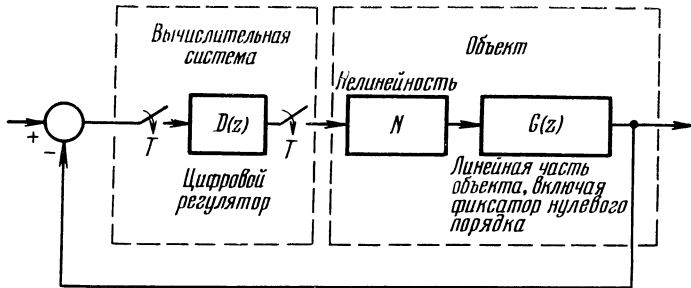 Вычислительная
система
Объект
Нелинейность
+
-
T
D(z)
T
N
G(z)
Цифровой
регулятор
Линейная часть
объекта, включая
фиксатор нулевого
порядка